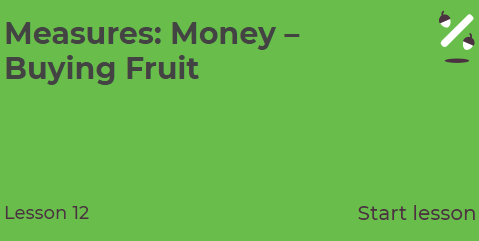 Measures: Money –
Buying Fruit
Lesson 12
Start lesson